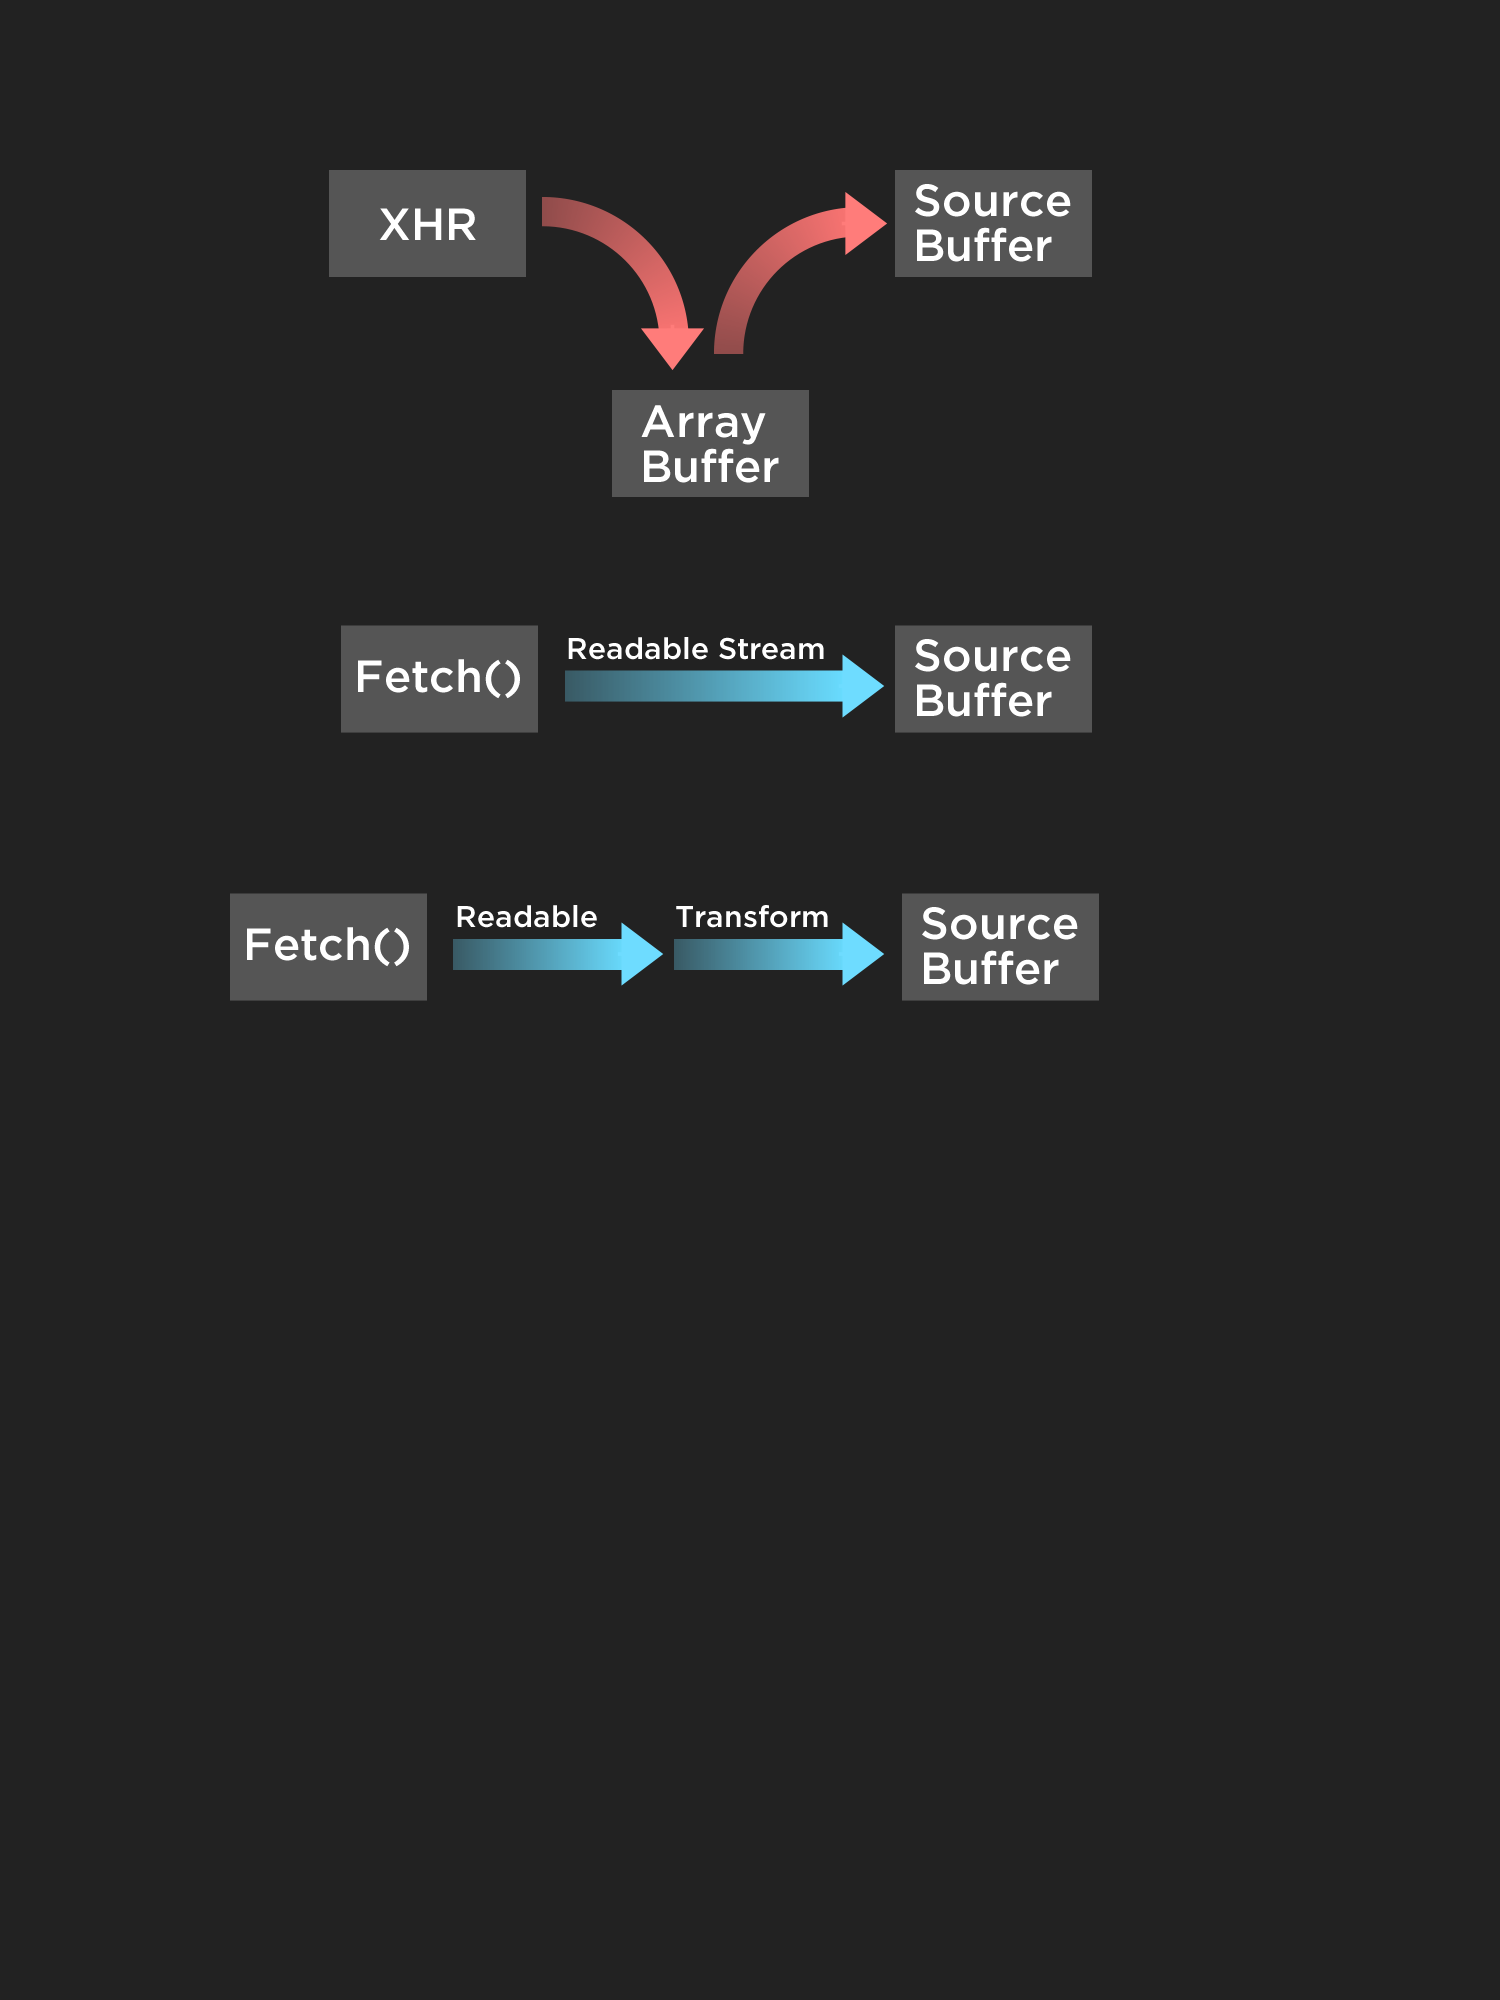 XHR
Source
Buffer
Array
Buffer
Fetch()
Readable Stream
Source
Buffer
Fetch()
Readable
Transform
Source
Buffer